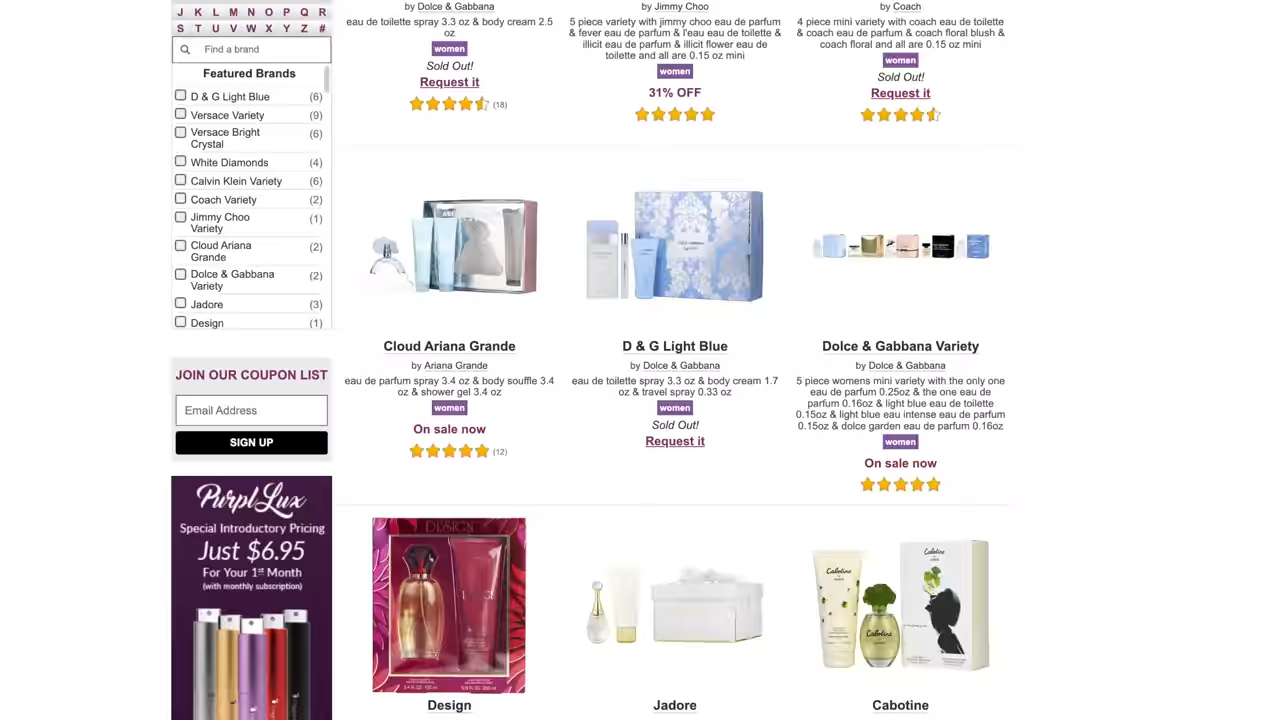 J K L M N O P Q R
S T U V W X Y Z #
Find a brand
Featured Brands
D & G Light Blue (6)
Versace Variety (9)
Versace Bright
Crystal (6)
White Diamonds (4)
Calvin Klein Variety (6)
Coach Variety (2)
Jimmy Choo
Variety (1)
Cloud Ariana
Grande (2)
Dolce & Gabbana
Variety (2)
Jadore (3)
Design (1)
JOIN OUR COUPON LIST
Email Address
SIGN UP
PurplLux
Special Introductory Pricing
Just $6.95
For Your 1st Month
(with monthly subscription)
by Dolce & Gabbana
eau de toilette spray 3.3 oz & body cream 2.5
oz
women
Sold Out!
Request it
(18)
by Jimmy Choo
5 piece variety with jimmy choo eau de parfum
& fever eau de parfum & l'eau eau de toilette &
illicit eau de parfum & illicit flower eau de
toilette and all are 0.15 oz mini
women
31% OFF
by Coach
4 piece mini variety with coach eau de toilette
& coach eau de parfum & coach floral blush &
coach floral and all are 0.15 oz mini
women
Sold Out!
Request it
Cloud Ariana Grande
by Ariana Grande
eau de parfum spray 3.4 oz & body souffle 3.4
oz & shower gel 3.4 oz
women
On sale now
(12)
D & G Light Blue
by Dolce & Gabbana
eau de toilette spray 3.3 oz & body cream 1.7
oz & travel spray 0.33 oz
women
Sold Out!
Request it
Dolce & Gabbana Variety
by Dolce & Gabbana
5 piece womens mini variety with the only one
eau de parfum 0.25oz & the one eau de
parfum 0.16oz & light blue eau de toilette
0.15oz & light blue eau intense eau de parfum
0.15oz & dolce garden eau de parfum 0.16oz
women
On sale now
DESIGN
Design
Jadore
Cabotine
Cabotine
Cabotine
Cabotine